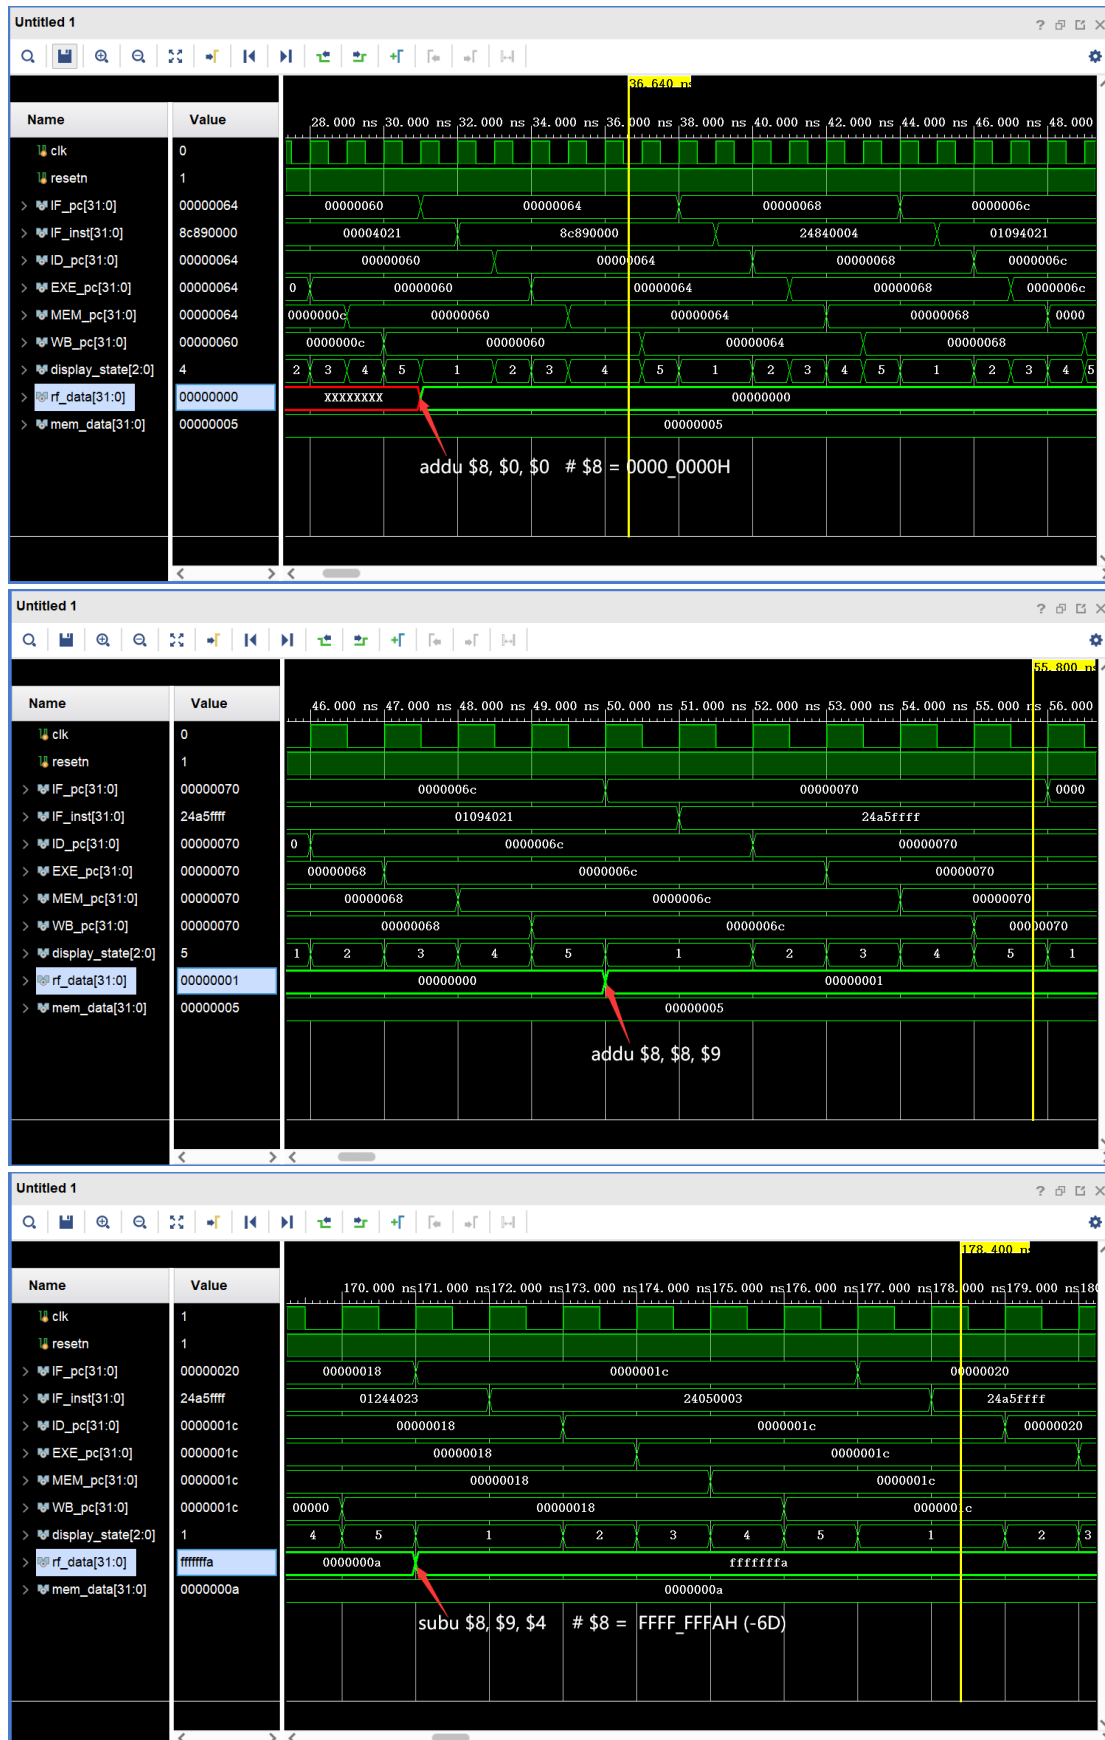 Untitled 1
36.640 ns
Name Value
28.000 ns 30.000 ns 32.000 ns 34.000 ns 36.000 ns 38.000 ns 40.000 ns 42.000 ns 44.000 ns 46.000 ns 48.000
clk 0
resetn 1
IF_pc[31:0] 00000064 00000060 00000064 00000068 0000006c
IF_inst[31:0] 8c890000 00004021 8c890000 24840004 01094021
ID_pc[31:0] 00000064 00000060 00000064 00000068 0000006c
EXE_pc[31:0] 00000064 0 00000060 00000064 00000068 0000006c
MEM_pc[31:0] 00000064 0000000c 00000060 00000064 00000068 0000
WB_pc[31:0] 00000060 0000000c 00000060 00000064 00000068
display_state[2:0] 4 2 3 4 5 1 2 3 4 5 1 2 3 4 5 1 2 3 4 5
rf_data[31:0] 00000000 XXXXXXXX 00000000
mem_data[31:0] 00000005 00000005
addu $8, $0, $0 # $8 = 0000_0000H
Untitled 1
55.800 ns
Name Value
46.000 ns 47.000 ns 48.000 ns 49.000 ns 50.000 ns 51.000 ns 52.000 ns 53.000 ns 54.000 ns 55.000 ns 56.000
clk 0
resetn 1
IF_pc[31:0] 00000070 0000006c 00000070 0000
IF_inst[31:0] 24a5ffff 01094021 24a5ffff
ID_pc[31:0] 00000070 0 0000006c 00000070
EXE_pc[31:0] 00000070 00000068 0000006c 00000070
MEM_pc[31:0] 00000070 00000068 0000006c 00000070
WB_pc[31:0] 00000070 00000068 0000006c 00000070
display_state[2:0] 5 1 2 3 4 5 1 2 3 4 5 1
rf_data[31:0] 00000001 00000000 00000001
mem_data[31:0] 00000005 00000005
addu $8, $8, $9
Untitled 1
178.400 ns
Name Value
170.000 ns 171.000 ns 172.000 ns 173.000 ns 174.000 ns 175.000 ns 176.000 ns 177.000 ns 178.000 ns 179.000 ns 180
clk 1
resetn 1
IF_pc[31:0] 00000020 00000018 0000001c 00000020
IF_inst[31:0] 24a5ffff 01244023 24050003 24a5ffff
ID_pc[31:0] 0000001c 00000018 0000001c 00000020
EXE_pc[31:0] 0000001c 00000018 0000001c
MEM_pc[31:0] 0000001c 00000018 0000001c
WB_pc[31:0] 0000001c 00000 00000018 0000001c
display_state[2:0] 1 4 5 1 2 3 4 5 1 2 3
rf_data[31:0] fffffffa 0000000a fffffffa
mem_data[31:0] 0000000a 0000000a
subu $8, $9, $4 # $8 = FFFF_FFFAH (-6D)